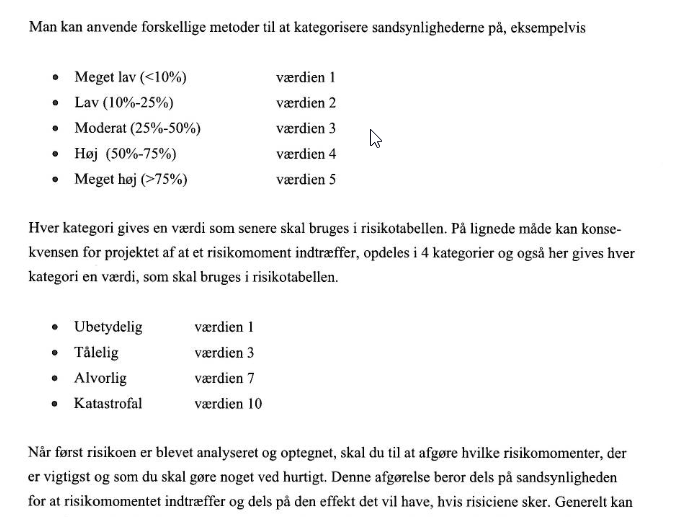 Man kan anvende forskellige metoder til at kategorisere sandsynlighederne på, eksempelvis
• Meget lav (<10%) værdien 1
• Lav (10%-25%) værdien 2
• Moderat (25%-50%) værdien 3
• Høj (50%-75%) værdien 4
• Meget høj (>75%) værdien 5
Hver kategori gives en værdi som senere skal bruges i risikotabellen. På lignede måde kan konse-
kvensen for projektet af at et risikomoment indtræffer, opdeles i 4 kategorier og også her gives hver
kategori en værdi, som skal bruges i risikotabellen.
• Ubetydelig værdien 1
• Tålelig værdien 3
• Alvorlig værdien 7
• Katastrofal værdien 10
Når først risikoen er blevet analyseret og optegnet, skal du til at afgøre hvilke risikomomenter, der
er vigtigst og som du skal gøre noget ved hurtigt. Denne afgørelse beror dels på sandsynligheden
for at risikomomentet indtræffer og dels på den effekt det vil have, hvis risiciene sker. Generelt kan